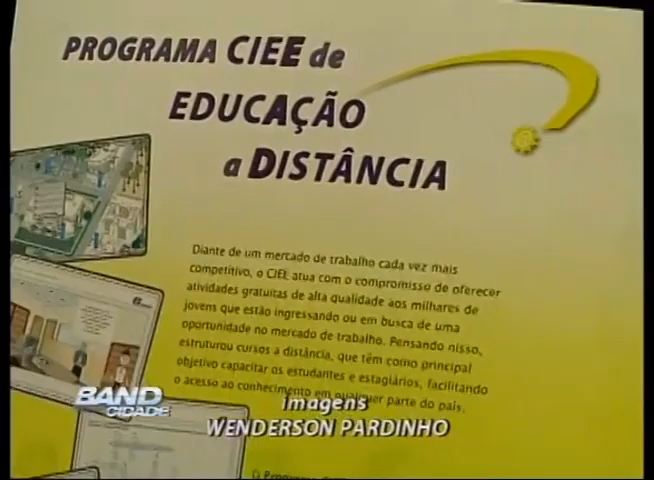 PROGRAMA CIEE de
EDUCAÇÃO
a DISTÂNCIA
Diante de um mercado de trabalho cada vez mais
competitivo, o CIEE atua com o compromisso de oferecer
atividades gratuitas de alta qualidade aos milhares de
jovens que estão ingressando ou em busca de uma
oportunidade no mercado de trabalho. Pensando nisso,
estruturou cursos a distância, que têm como principal
objetivo capacitar os estudantes e estagiários, facilitando
o acesso ao conhecimento em qualquer parte do país.
BAND
CIDADE
Imagens
WENDERSON PARDINHO
O Programa